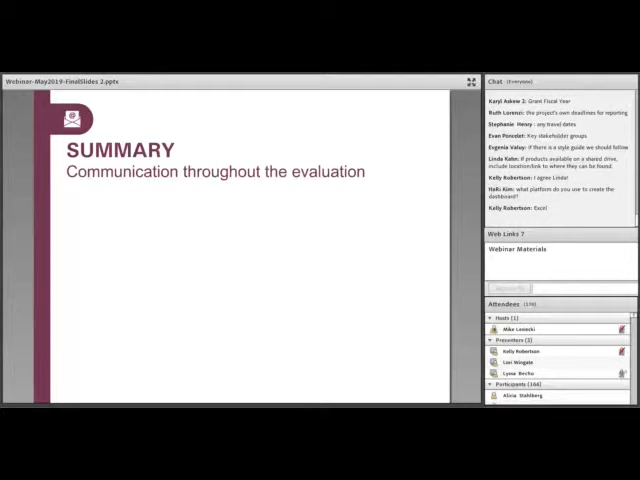 Webinar-May2019-FinalSlides 2.pptx
SUMMARY
Communication throughout the evaluation
Chat (Everyone)
Karyl Askew 2: Grant Fiscal Year
Ruth Lorenzi: the project's own deadlines for reporting
Stephanie Henry: any travel dates
Evan Poncelet: Key stakeholder groups
Evgenia Valuy: if there is a style guide we should follow
Linda Kahn: If products available on a shared drive,
include location/link to where they can be found:
Kelly Robertson: I agree Linda!
HaRi Kim: what platform do you use to create the
dashboard?
Kelly Robertson: Excel
Web Links 7
Webinar Materials
Attendees
Hosts (1)
Mike Lesiecki
Presenters (3)
Kelly Robertson
Lori Wingate
Lyssa Becho
Participants (166)
Alicia Stahlberg